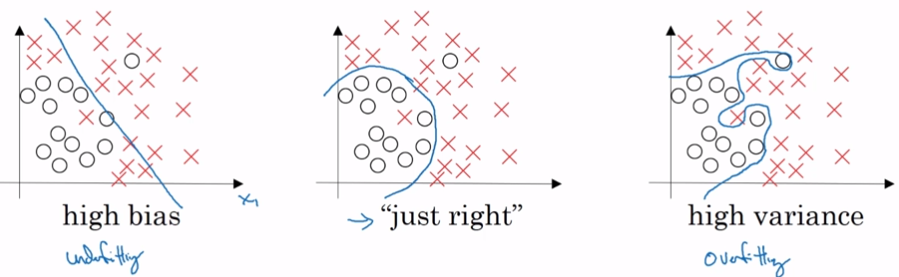 x₁
high bias
→ "just right"
high variance
underfitting
overfitting